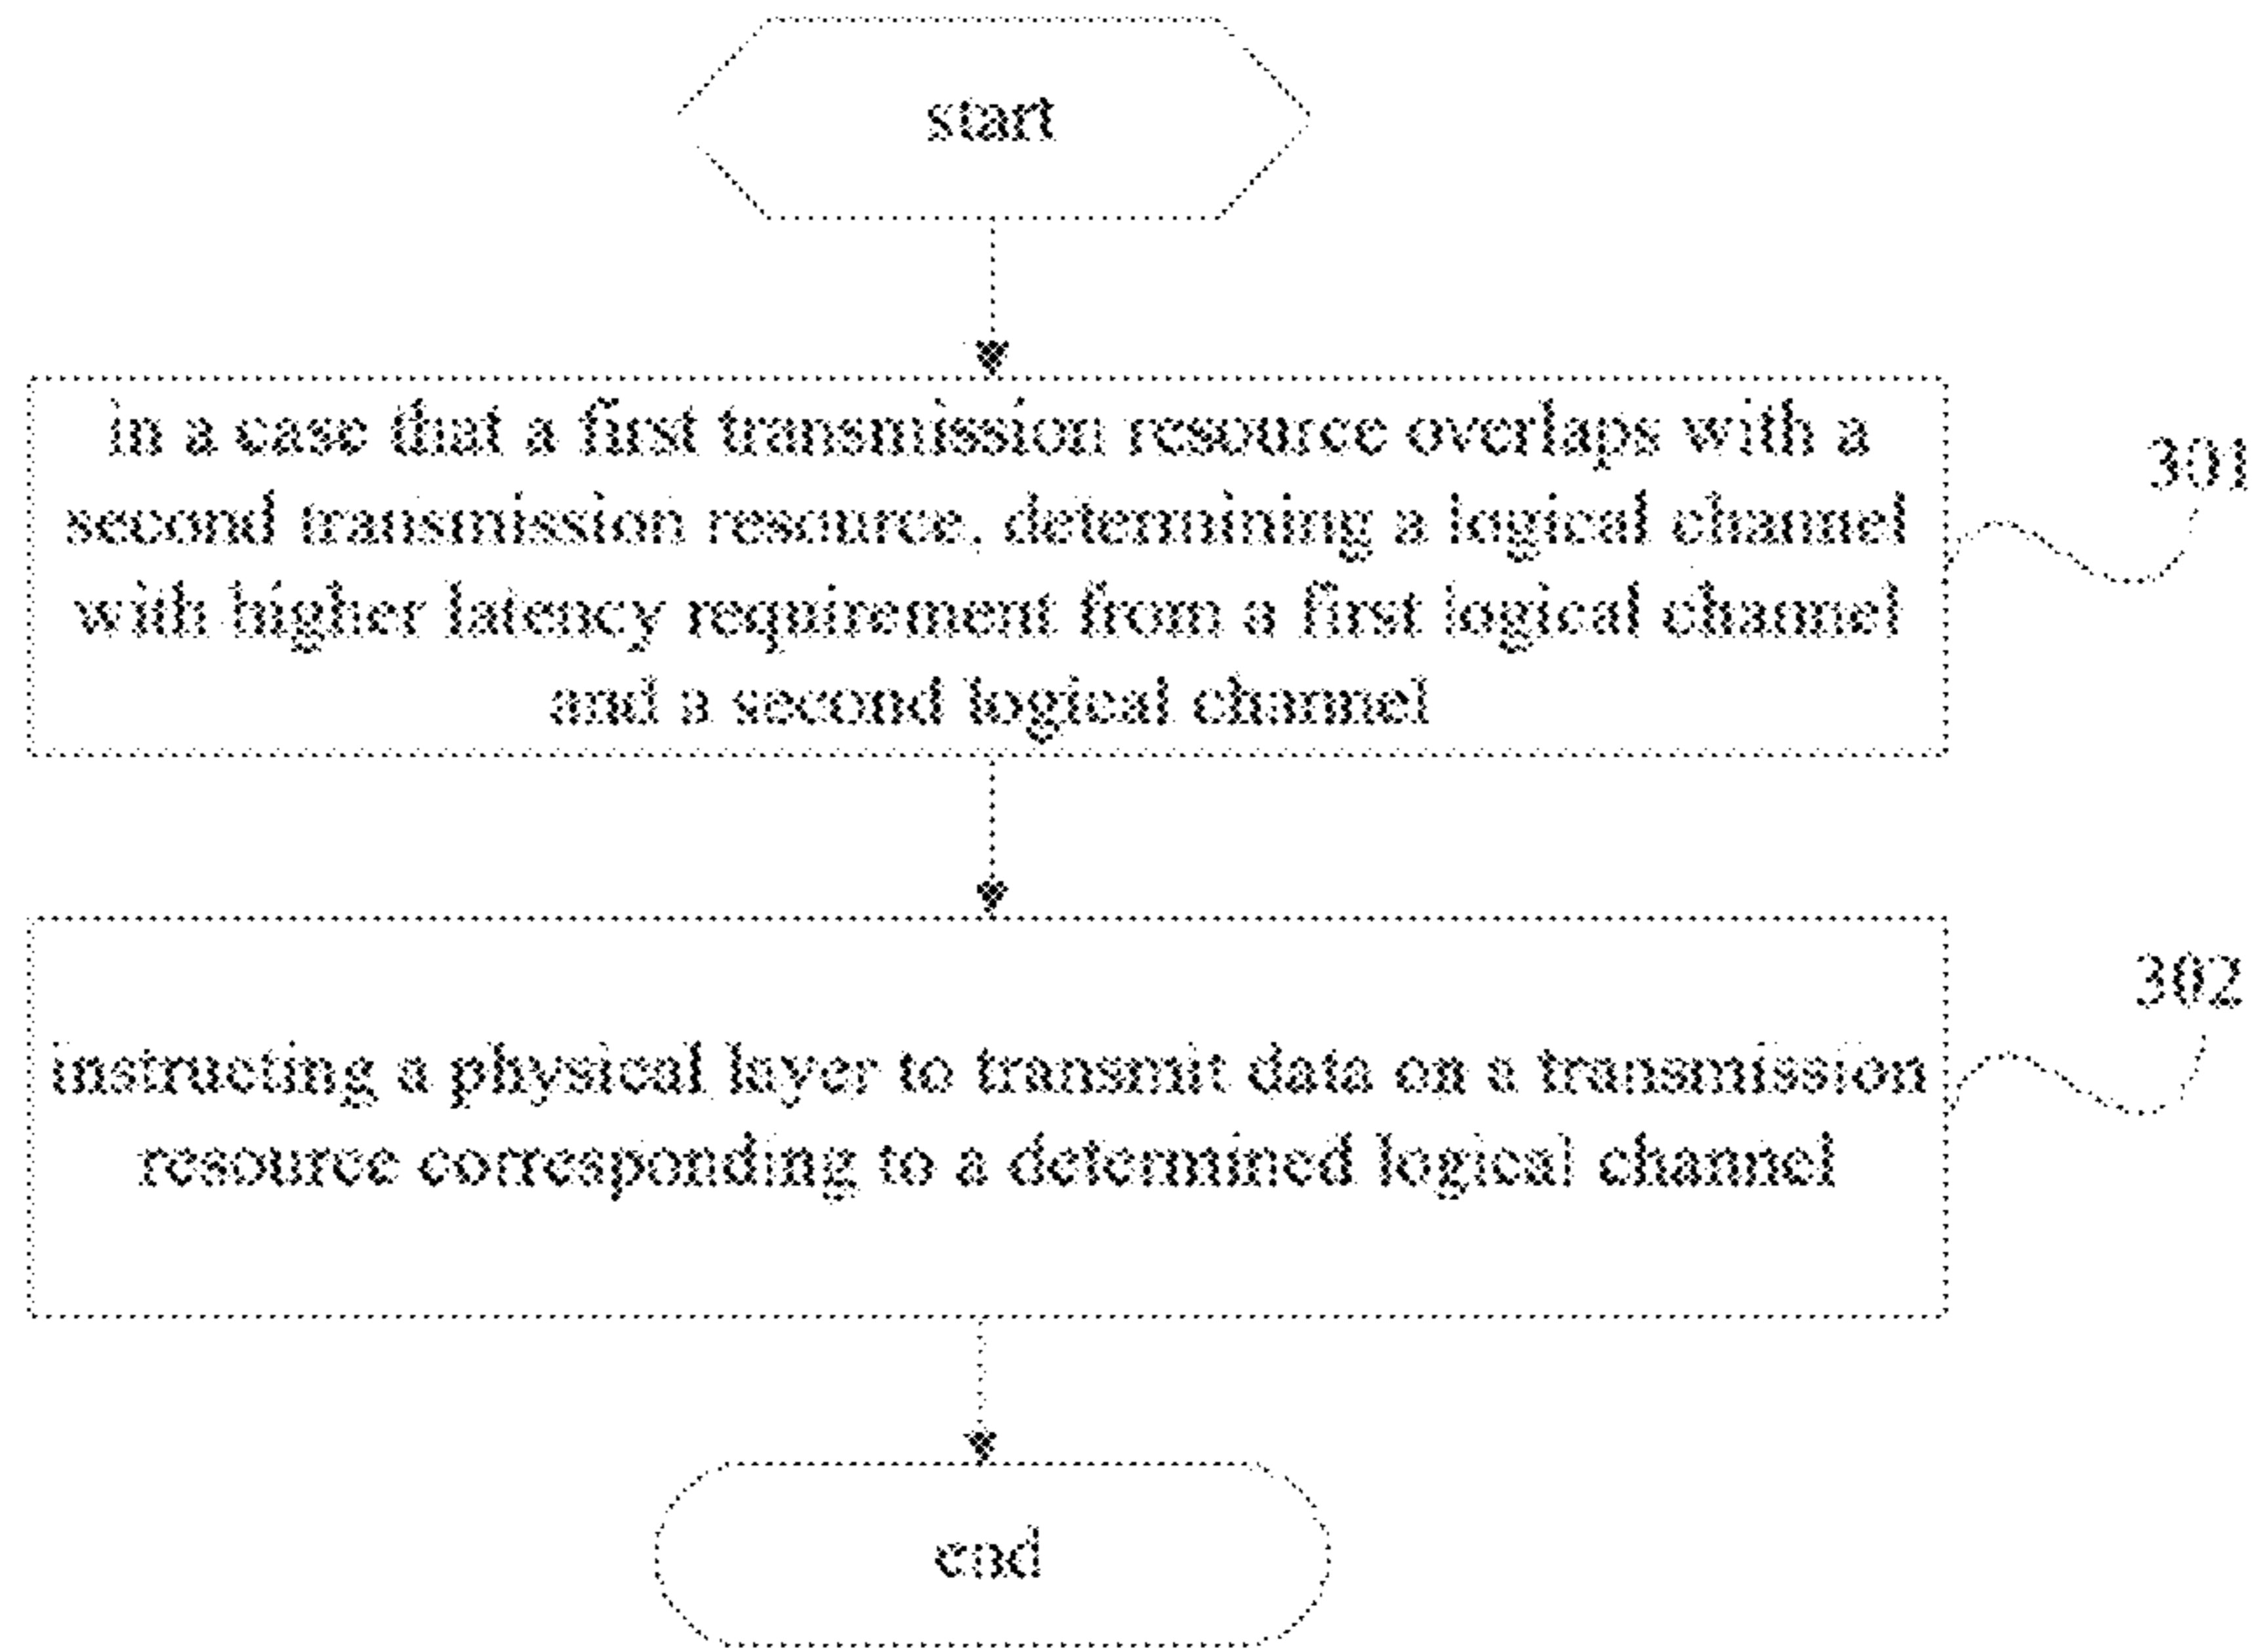 start
in a case that a first transmission resource overlaps with a
301
second transmission resource, determining a logical channel
with higher latency requirement from a first logical channel
and a second logical channel
302
instructing a physical layer to transmit data on a transmission
resource corresponding to a determined logical channel
end